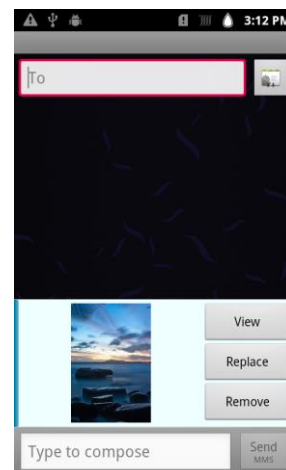 3:12 PM
To
View
Replace
Remove
Type to compose
Send
MMS